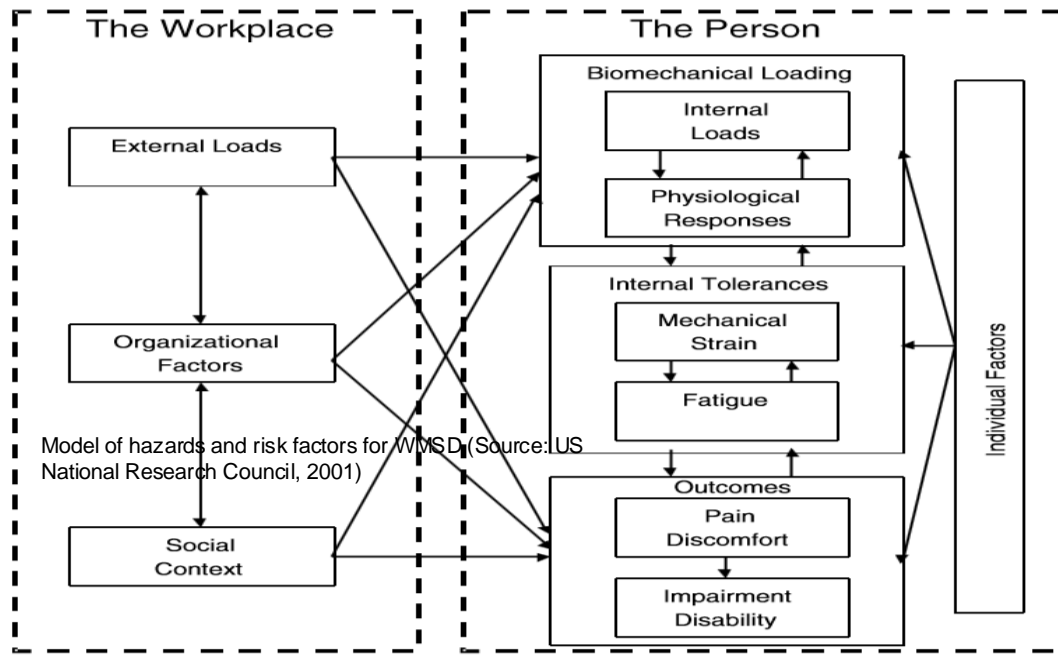 The Workplace
External Loads
Organizational
Factors
Model of hazards and risk factors for WMSD (Source: US
National Research Council, 2001)
Social
Context
The Person
Biomechanical Loading
Internal
Loads
Physiological
Responses
Internal Tolerances
Mechanical
Strain
Fatigue
Outcomes
Pain
Discomfort
Impairment
Disability
Individual Factors